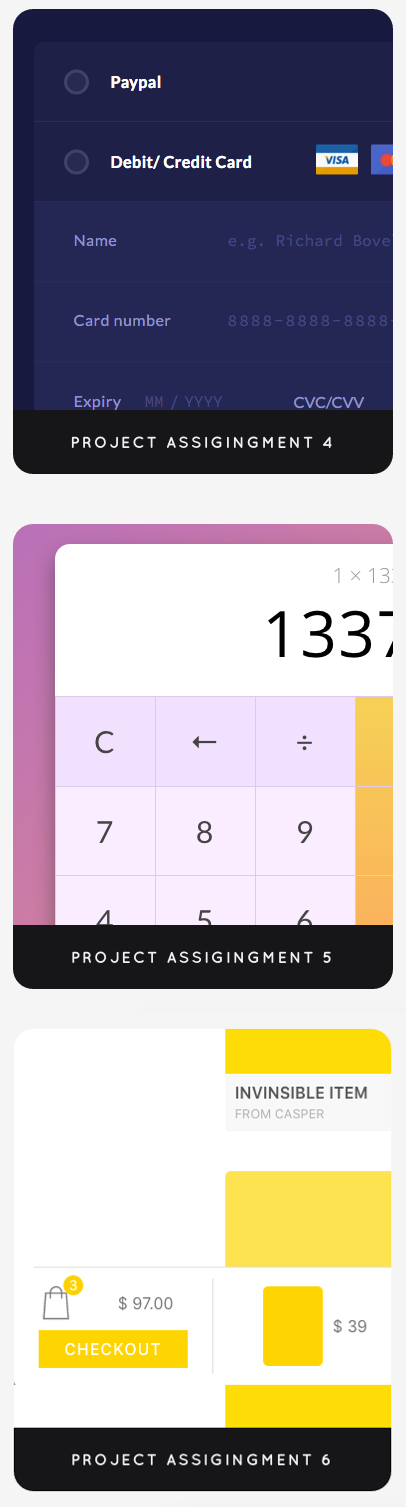 Paypal
Debit/ Credit Card VISA
Name e.g. Richard Bove
Card number 8888-8888-8888-
Expiry MM / YYYY CVC/CVV
PROJECT ASSIGINGMENT 4
1 × 133
1337
C ← ÷
7 8 9
4 5 6
PROJECT ASSIGINGMENT 5
INVINSIBLE ITEM
FROM CASPER
3
$ 97.00
$ 39
CHECKOUT
PROJECT ASSIGINGMENT 6